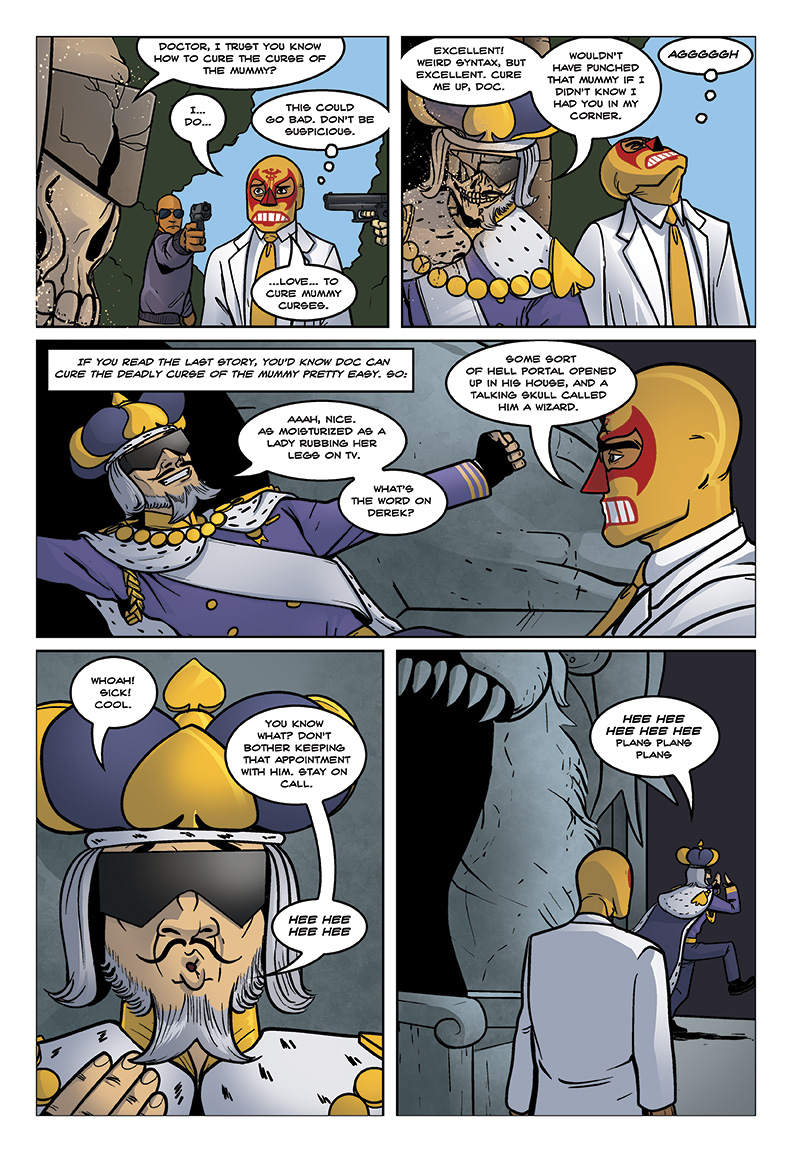 DOCTOR, I TRUST YOU KNOW
HOW TO CURE THE CURSE OF
THE MUMMY?
I...
DO...
THIS COULD
GO BAD. DON'T BE
SUSPICIOUS.
...LOVE... TO
CURE MUMMY
CURSES.
EXCELLENT!
WEIRD SYNTAX, BUT
EXCELLENT. CURE
ME UP, DOC.
WOULDN'T
HAVE PUNCHED
THAT MUMMY IF I
DIDN'T KNOW I
HAD YOU IN MY
CORNER.
AGGGGGH
IF YOU READ THE LAST STORY, YOU'D KNOW DOC CAN
CURE THE DEADLY CURSE OF THE MUMMY PRETTY EASY. SO:
AAAH, NICE.
AS MOISTURIZED AS A
LADY RUBBING HER
LEGS ON TV.
WHAT'S
THE WORD ON
DEREK?
SOME SORT
OF HELL PORTAL OPENED
UP IN HIS HOUSE, AND A
TALKING SKULL CALLED
HIM A WIZARD.
WHOAH!
SICK!
COOL.
YOU KNOW
WHAT? DON'T
BOTHER KEEPING
THAT APPOINTMENT
WITH HIM. STAY ON
CALL.
HEE HEE
HEE HEE
HEE HEE
HEE HEE HEE HEE
PLANS PLANS
PLANS